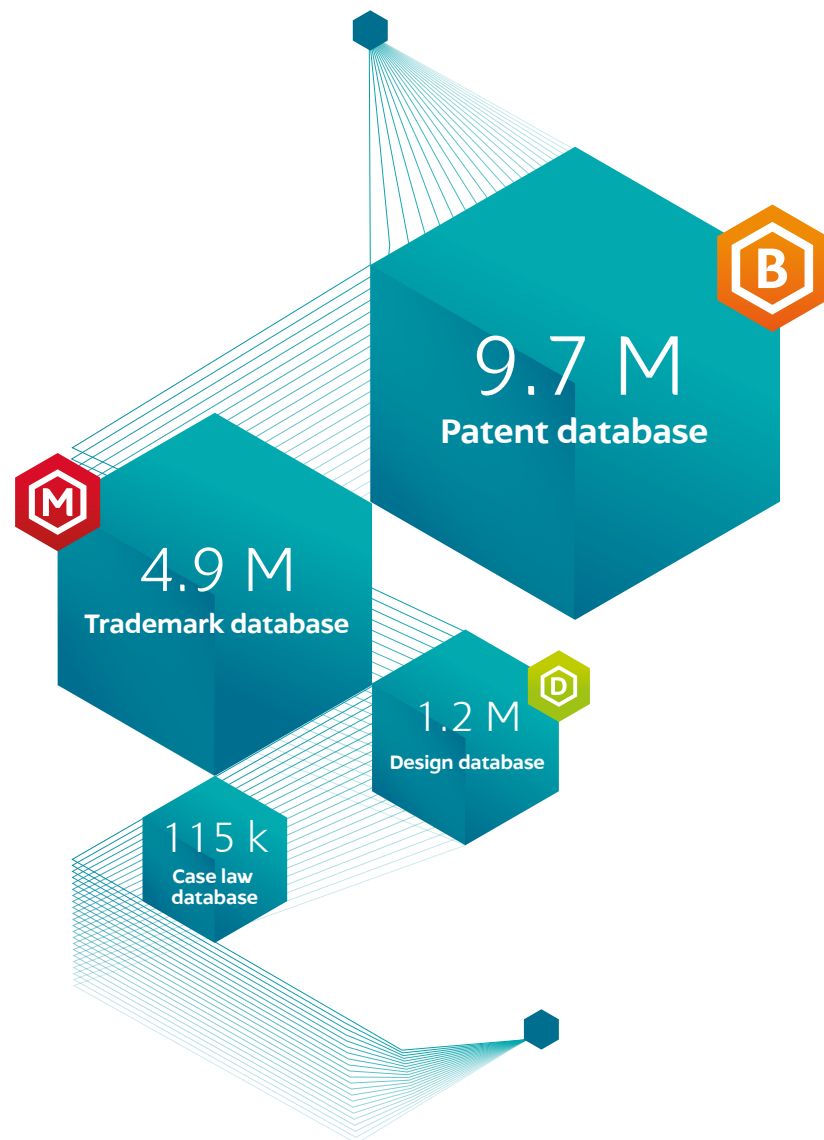 B
9.7 M
Patent database
M
4.9 M
Trademark database
D
1.2 M
Design database
115 k
Case law
database